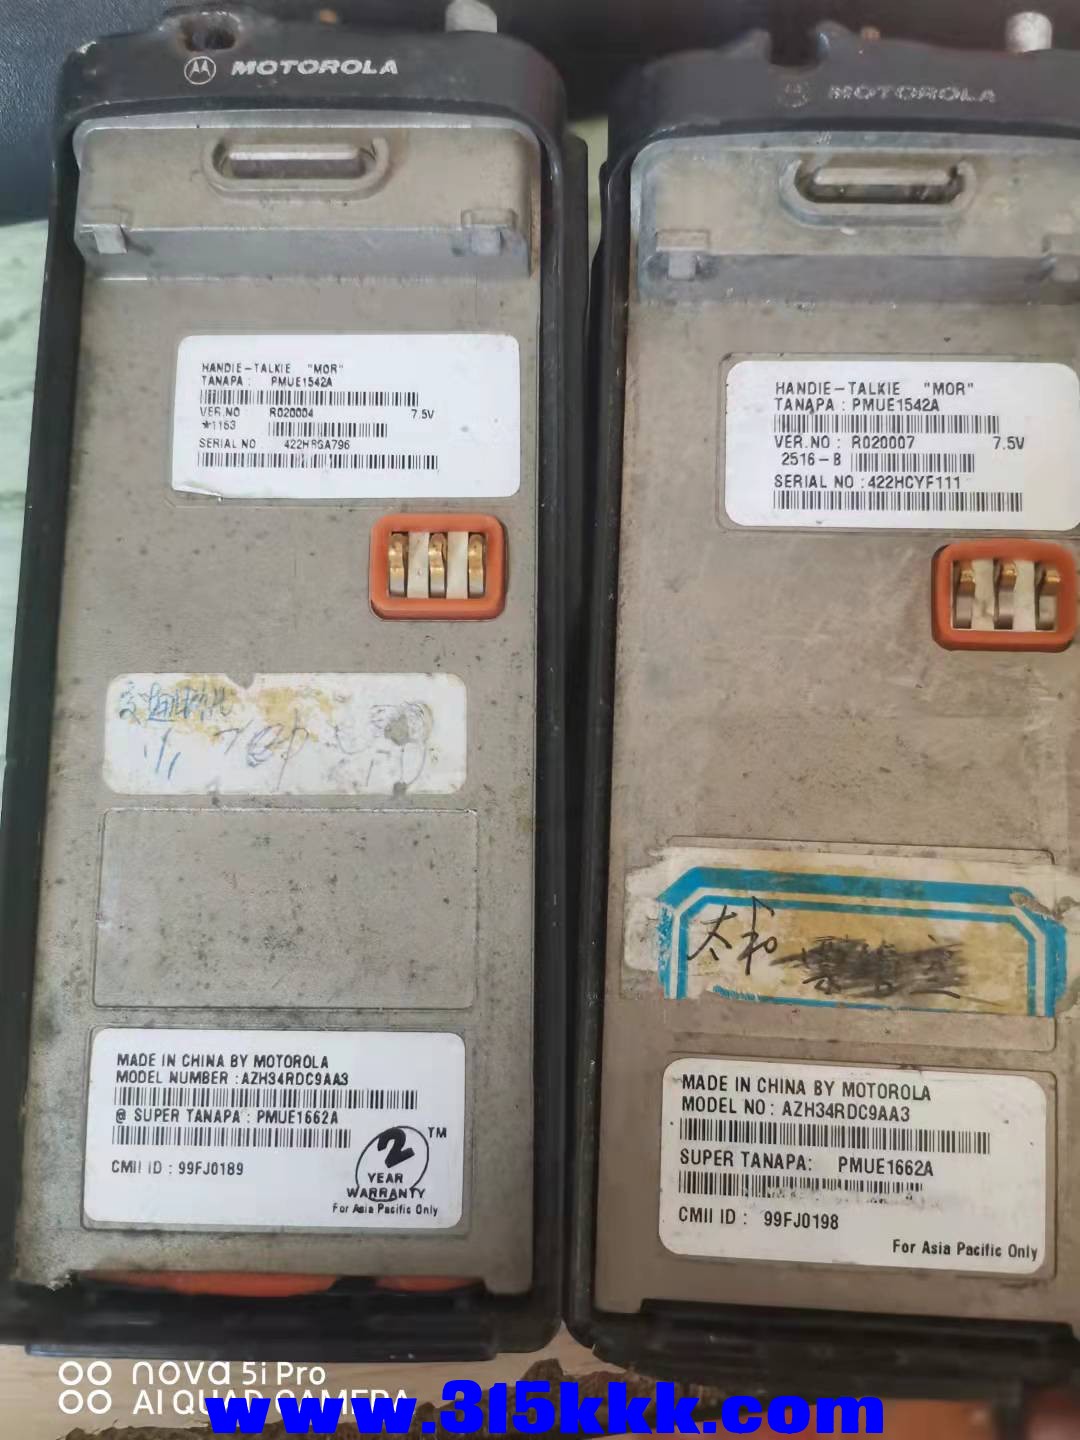 MOTOROLA
HANDIE-TALKIE "MOR"
TANAPA : PMUE1542A
VER.NO R020004 7.5V
*1153
SERIAL NO 422HRGA796
MADE IN CHINA BY MOTOROLA
MODEL NUMBER : AZH34RDC9AA3
@ SUPER TANAPA : PMUE1662A
CMII ID : 99FJ0189
2 TM
YEAR
WARRANTY
For Asia Pacific Only
MOTOROLA
HANDIE-TALKIE "MOR"
TANAPA : PMUE1542A
VER.NO : R020007 7.5V
2516-B
SERIAL NO : 422HCYF111
太和
MADE IN CHINA BY MOTOROLA
MODEL NO : AZH34RDC9AA3
SUPER TANAPA: PMUE1662A
CMII ID : 99FJ0198
For Asia Pacific Only
nova 5i Pro
AI QUAD CAMERA
www.315kkk.com